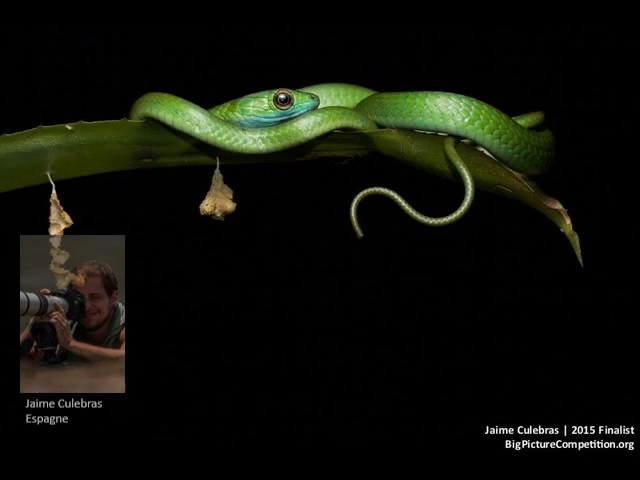 Jaime Culebras
Espagne
Jaime Culebras | 2015 Finalist
BigPictureCompetition.org